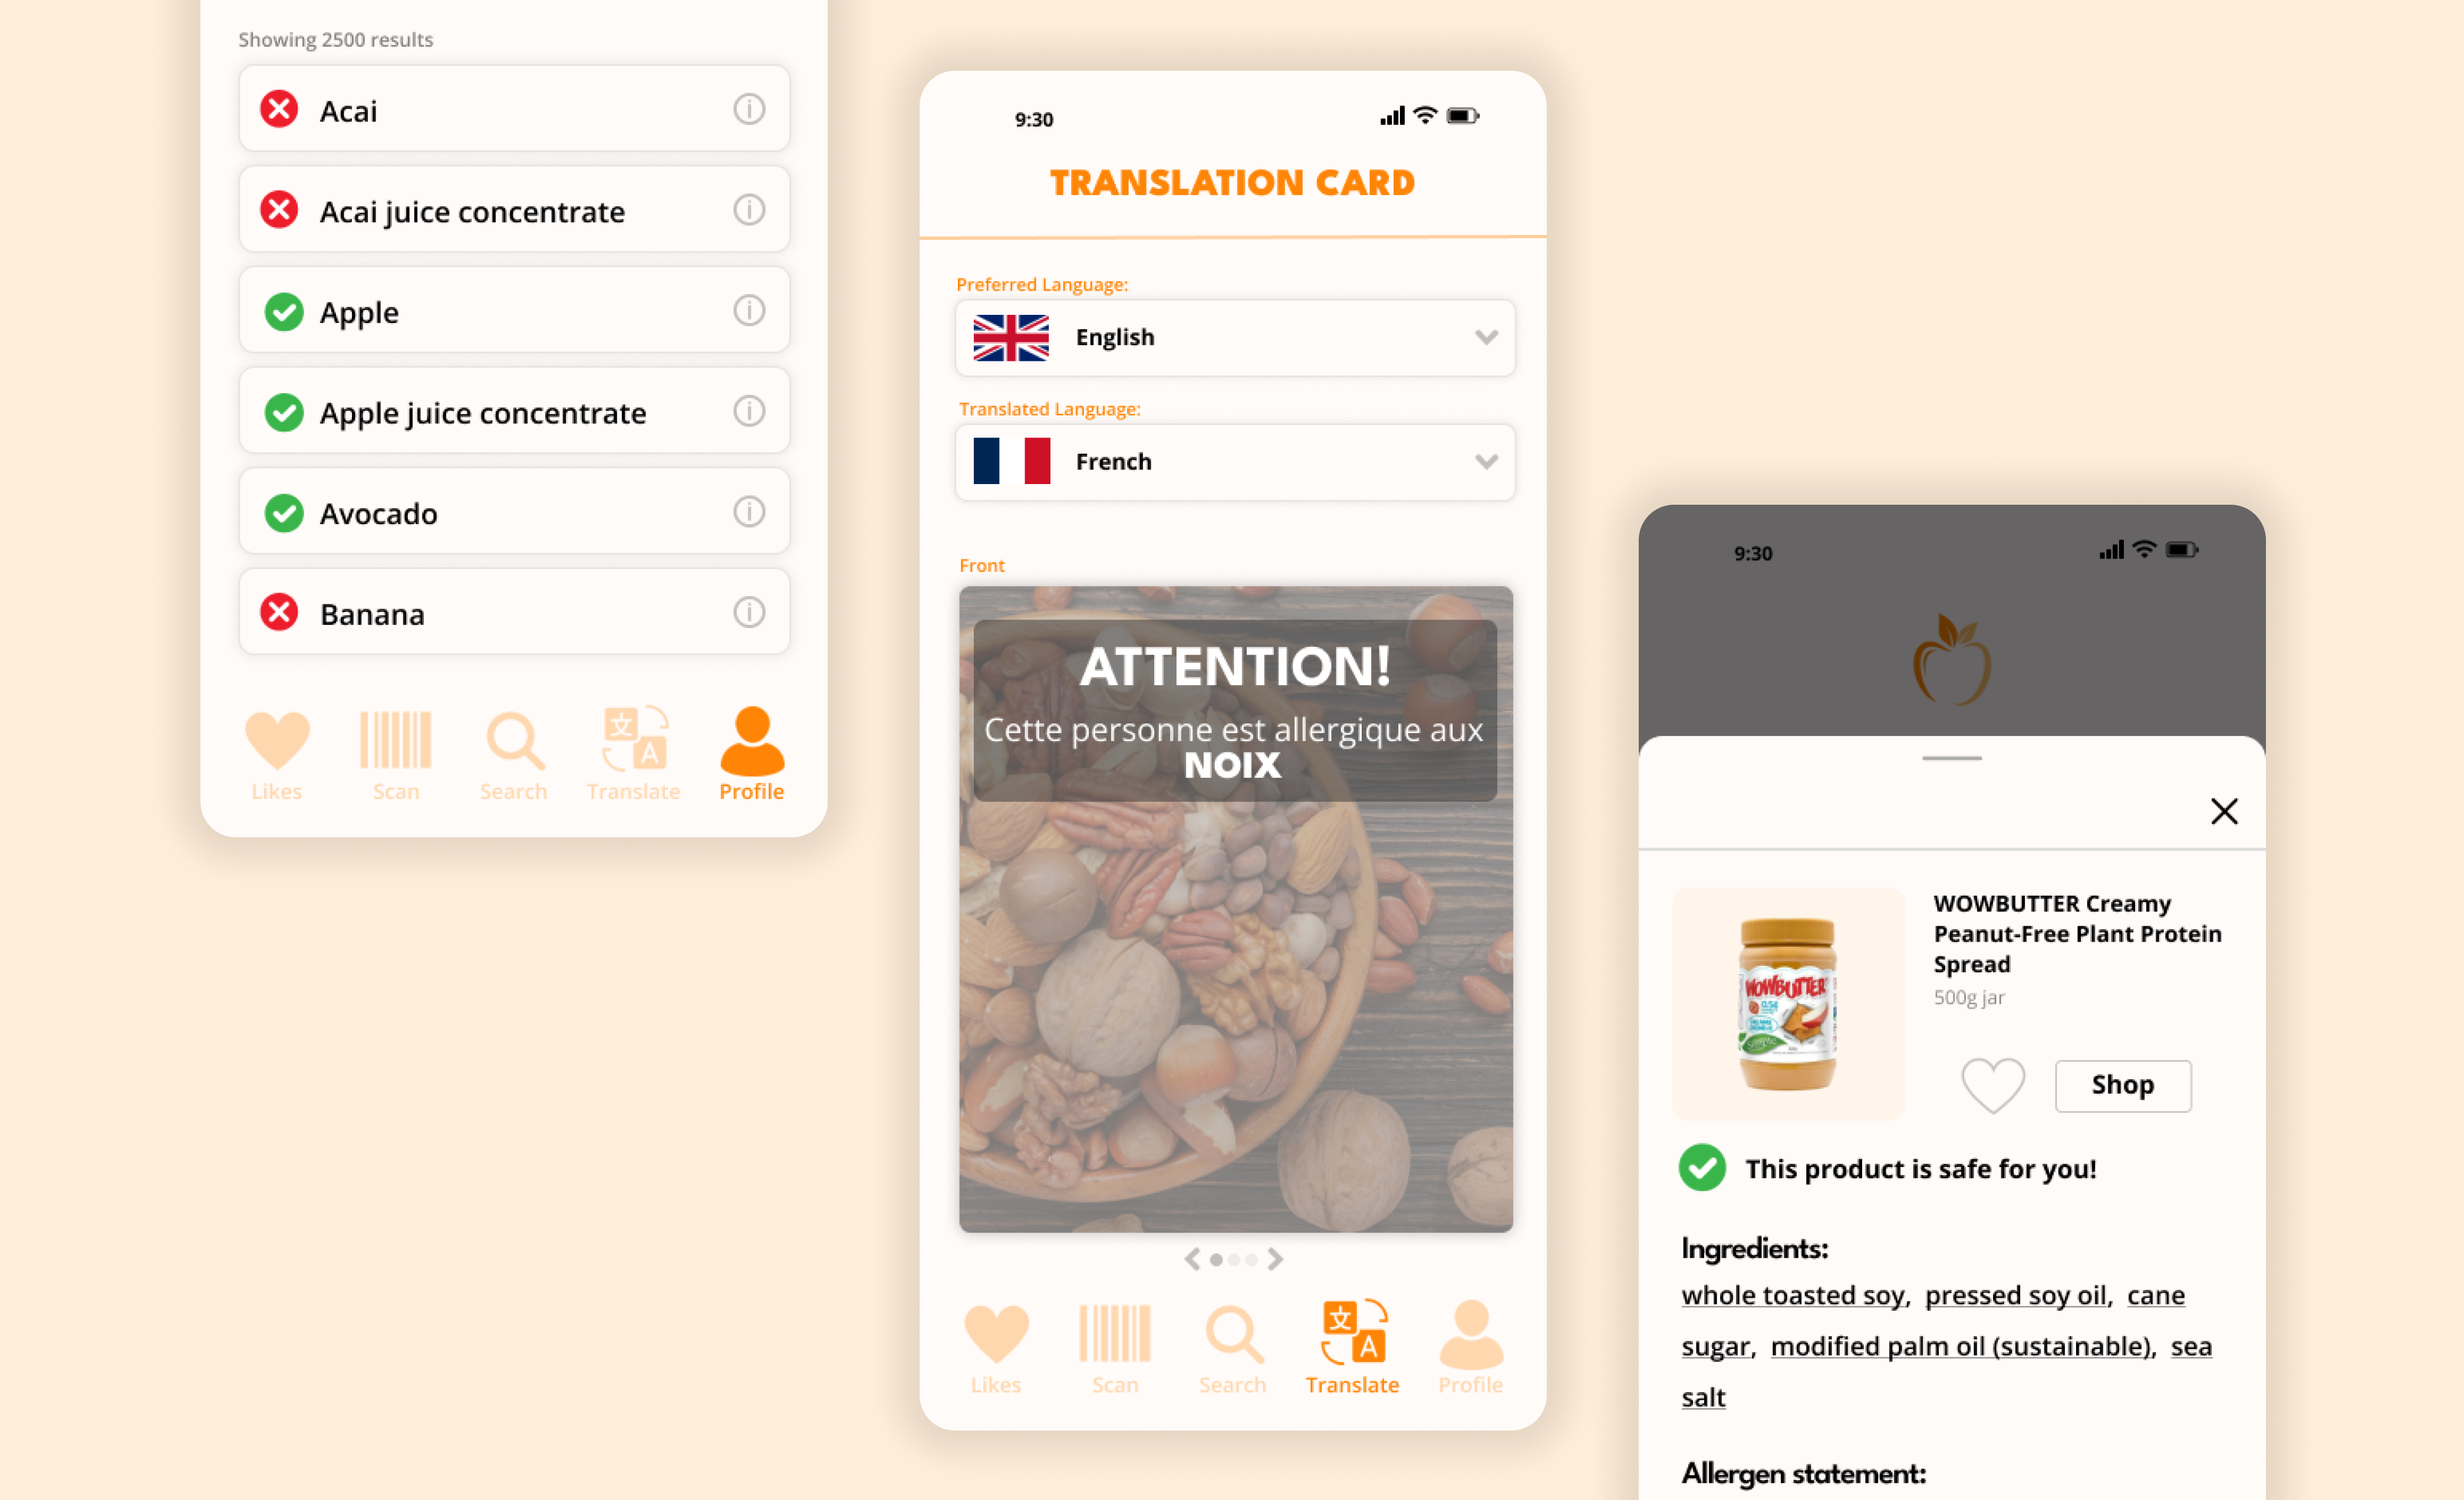 Showing 2500 results
Acai
Acai juice concentrate
Apple
Apple juice concentrate
Avocado
Banana
Likes
Scan
Search
文
A
Translate
Profile
9:30
TRANSLATION CARD
Preferred Language:
English
Translated Language:
French
Front
ATTENTION!
Cette personne est allergique aux
NOIX
Likes
Scan
Search
文
A
Translate
Profile
9:30
WOWBUTTER
WOWBUTTER Creamy
Peanut-Free Plant Protein
Spread
500g jar
Shop
This product is safe for you!
Ingredients:
whole toasted soy, pressed soy oil, cane
sugar, modified palm oil (sustainable), sea
salt
Allergen statement: